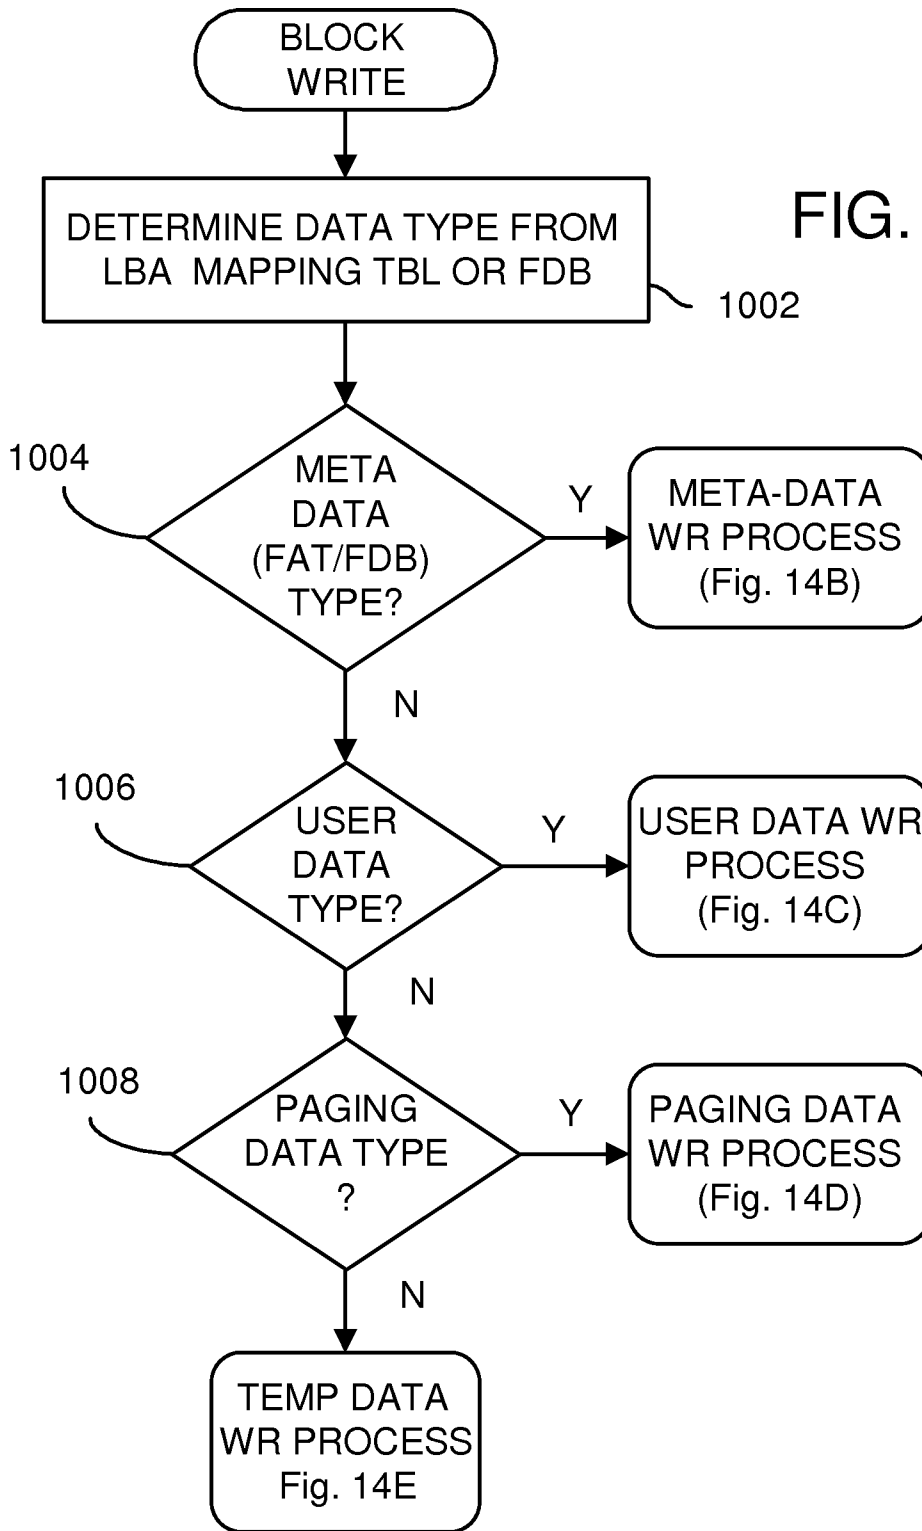 BLOCK
WRITE
DETERMINE DATA TYPE FROM
LBA MAPPING TBL OR FDB
FIG.
1002
1004
META
DATA
(FAT/FDB)
TYPE?
Y
META-DATA
WR PROCESS
(Fig. 14B)
N
1006
USER
DATA
TYPE?
Y
USER DATA WR
PROCESS
(Fig. 14C)
N
1008
PAGING
DATA TYPE
?
Y
PAGING DATA
WR PROCESS
(Fig. 14D)
N
TEMP DATA
WR PROCESS
Fig. 14E